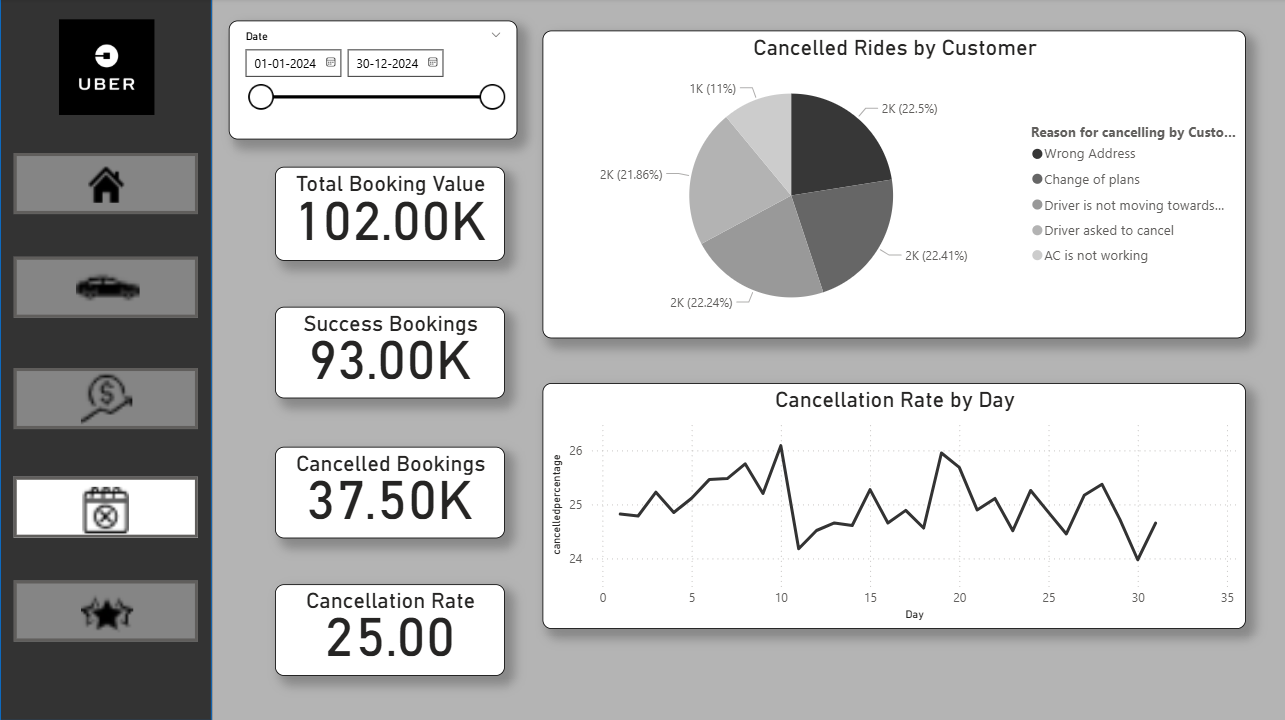 UBER
Date
01-01-2024 30-12-2024
Total Booking Value
102.00K
Success Bookings
93.00K
Cancelled Bookings
37.50K
Cancellation Rate
25.00
Cancelled Rides by Customer
1K (11%)
2K (22.5%)
2K (21.86%)
2K (22.41%)
2K (22.24%)
Reason for cancelling by Custo...
Wrong Address
Change of plans
Driver is not moving towards...
Driver asked to cancel
AC is not working
Cancellation Rate by Day
cancelledpercentage
26
25
24
0 5 10 15 20 25 30 35
Day